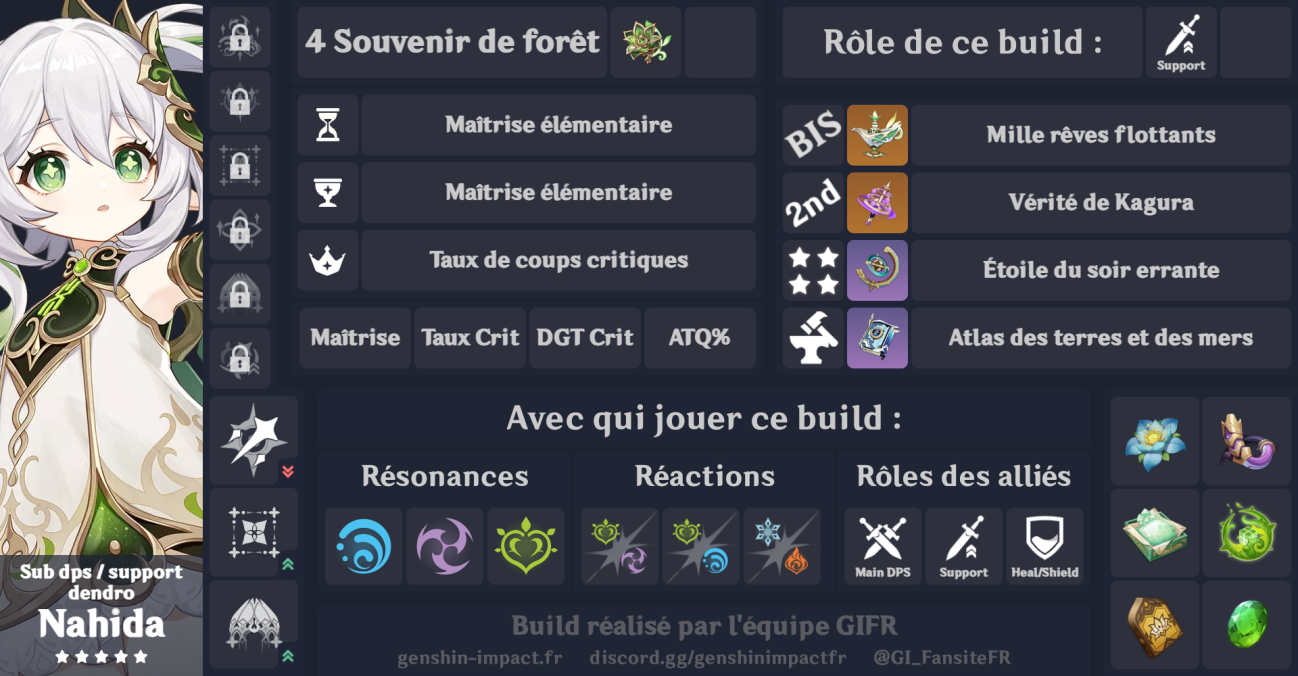 4 Souvenir de forêt
Rôle de ce build :
Support
Maîtrise élémentaire
Maîtrise élémentaire
Taux de coups critiques
Maîtrise
Taux Crit
DGT Crit
ATQ%
BIS
Mille rêves flottants
2nd
Vérité de Kagura
Étoile du soir errante
Atlas des terres et des mers
Avec qui jouer ce build :
Résonances
Réactions
Rôles des alliés
Main DPS
Support
Heal/Shield
Sub dps / support
dendro
Nahida
Build réalisé par l'équipe GIFR
genshin-impact.fr
discord.gg/genshinimpactfr
@GI_FansiteFR